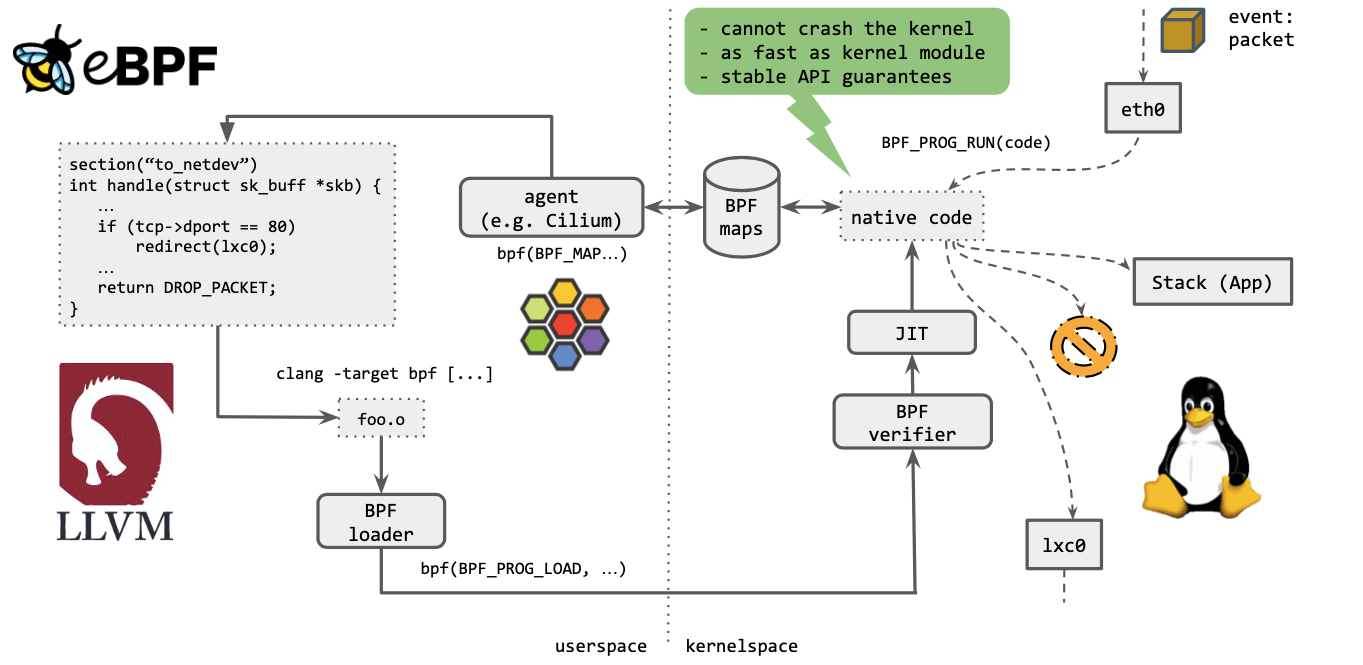 eBPF
- cannot crash the kernel
- as fast as kernel module
- stable API guarantees
event:
packet
eth0
BPF_PROG_RUN(code)
section(“to_netdev”)
int handle(struct sk_buff *skb) {
…
if (tcp->dport == 80)
redirect(lxc0);
…
return DROP_PACKET;
}
agent
(e.g. Cilium)
bpf(BPF_MAP…)
BPF
maps
native code
Stack (App)
JIT
BPF
verifier
clang -target bpf [...]
foo.o
LLVM
BPF
loader
bpf(BPF_PROG_LOAD, …)
lxc0
userspace
kernelspace